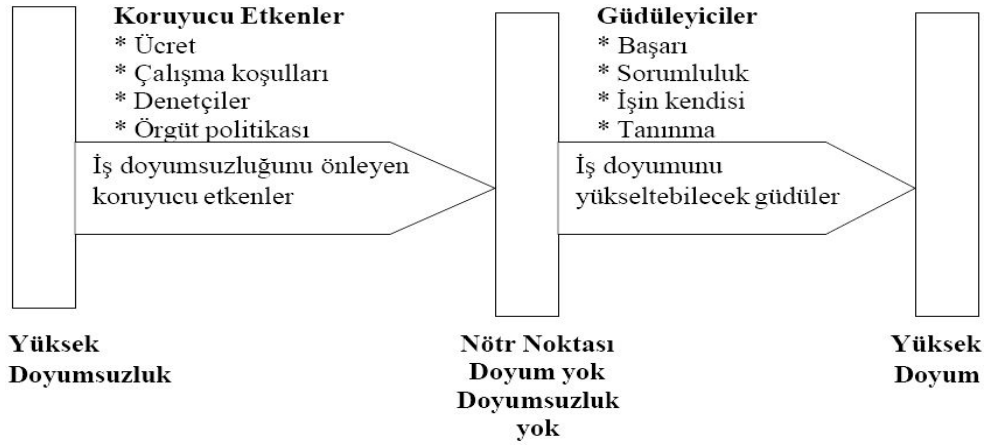 Koruyucu Etkenler
* Ücret
* Çalışma koşulları
* Denetçiler
* Örgüt politikası
İş doyumsuzluğunu önleyen
koruyucu etkenler
Güdüleyiciler
* Başarı
* Sorumluluk
* İşin kendisi
* Tanınma
İş doyumunu
yükseltebilecek güdüler
Yüksek
Doyumsuzluk
Nötr Noktası
Doyum yok
Doyumsuzluk
yok
Yüksek
Doyum